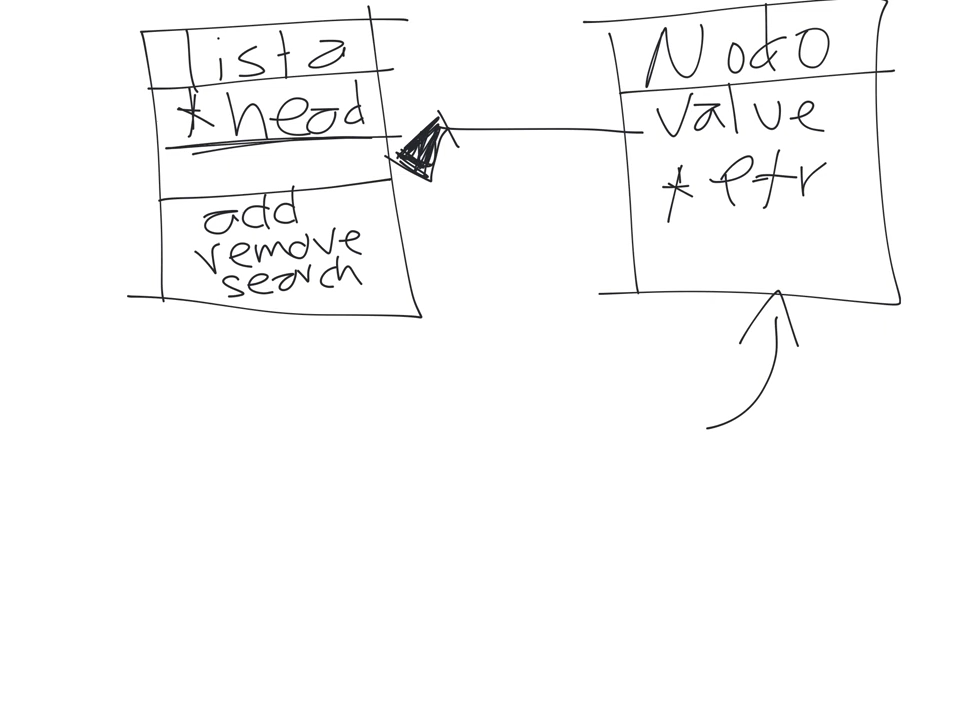 lista
*head
add
remove
search
Nodo
value
*ptr